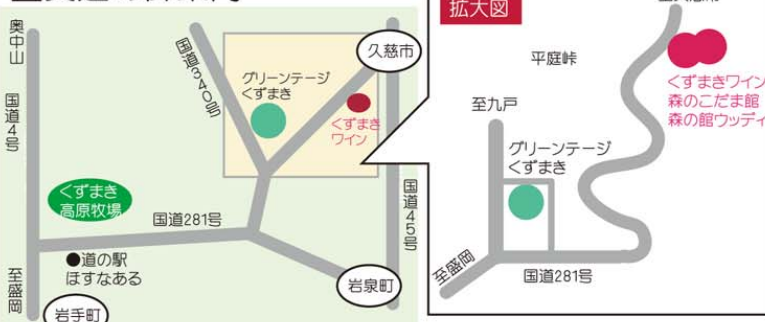 奥中山
国道4号
至盛岡
岩手町
くずまき
高原牧場
●道の駅
ほすなある
国道281号
国道340号
グリーンテージ
くずまき
久慈市
くずまき
ワイン
国道45号
岩泉町
拡大図
平庭峠
至九戸
グリーンテージ
くずまき
くずまきワイン
森のこだま館
森の館ウッディ
至盛岡
国道281号